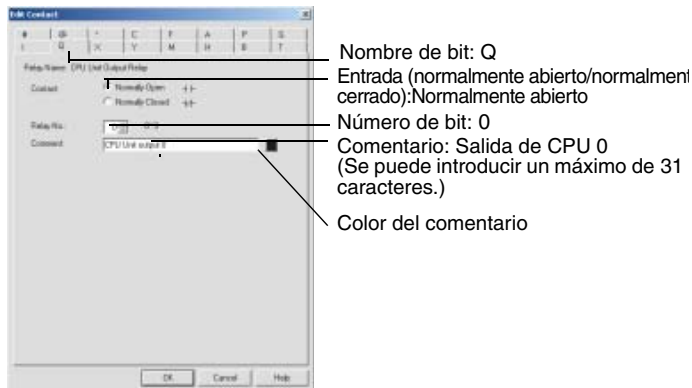 Edit Contact
# @ * C F A P S
I Q X Y M H B T
Relay Name: CPU Unit Output Relay
Contact Normally Open
Normally Closed
Relay No.: 0
Comment: CPU Unit output 0
OK Cancel Help
Nombre de bit: Q
Entrada (normalmente abierto/normalment
cerrado):Normalmente abierto
Número de bit: 0
Comentario: Salida de CPU 0
(Se puede introducir un máximo de 31
caracteres.)
Color del comentario